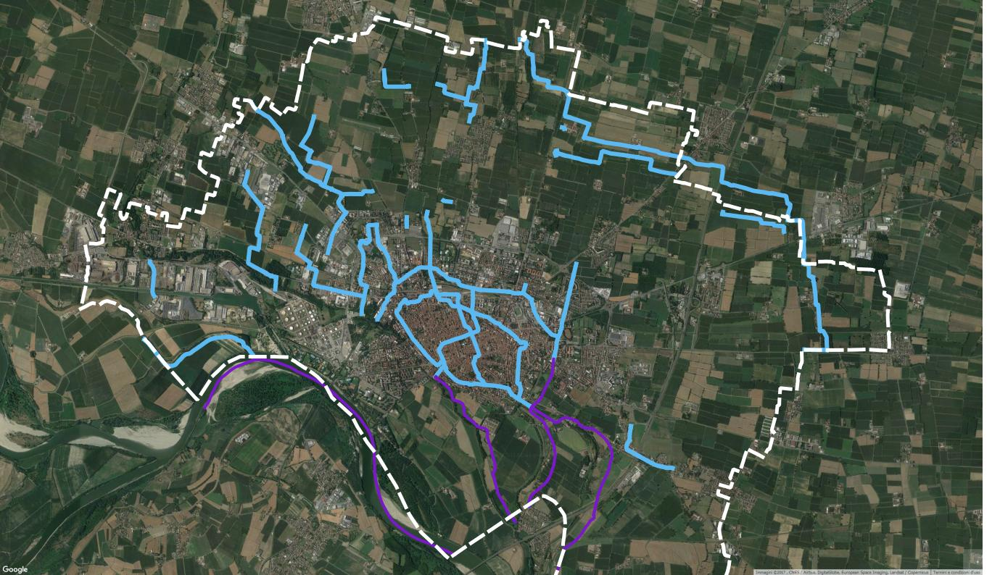 Google
Immagini ©2017 , CNES / Airbus, DigitalGlobe, European Space Imaging, Landsat / Copernicus | Termini e condizioni d'uso